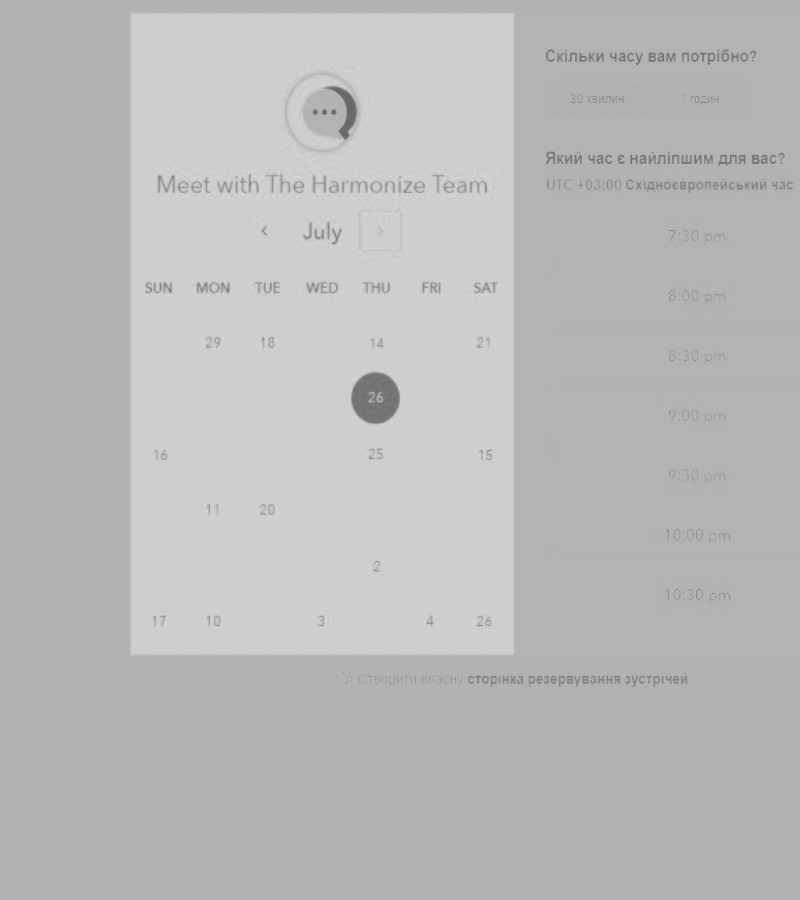 Meet with The Harmonize Team
July
SUN MON TUE WED THU FRI SAT
29 18 14 21
26
16 25 15
11 20
2
17 10 3 4 26
Скільки часу вам потрібно?
30 хвилин 1 годин
Який час є найліпшим для вас?
UTC +03:00 Східноєвропейський час
7:30 pm
8:00 pm
8:30 pm
9:00 pm
9:30 pm
10:00 pm
10:30 pm
Створити власну сторінка резервування зустрічей